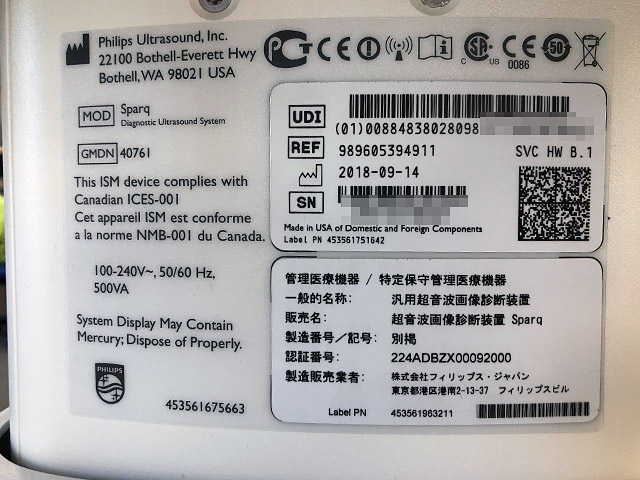 Philips Ultrasound, Inc.
22100 Bothell-Everett Hwy
Bothell, WA 98021 USA
C US
0086
50
MOD Sparq
Diagnostic Ultrasound System
GMDN 40761
This ISM device complies with
Canadian ICES-001
Cet appareil ISM est conforme
a la norme NMB-001 du Canada.
100-240V~, 50/60 Hz,
500VA
System Display May Contain
Mercury; Dispose of Properly.
PHILIPS
453561675663
UDI
(01)00884838028098
REF 989605394911 SVC HW B.1
2018-09-14
SN
Made in USA of Domestic and Foreign Components
Label PN 453561751642
管理医療機器 / 特定保守管理医療機器
一般的名称: 汎用超音波画像診断装置
販売名: 超音波画像診断装置 Sparq
製造番号/記号: 別掲
認証番号: 224ADBZX00092000
製造販売業者: 株式会社フィリップス・ジャパン
東京都港区港南2-13-37 フィリップスビル
Label PN 453561963211